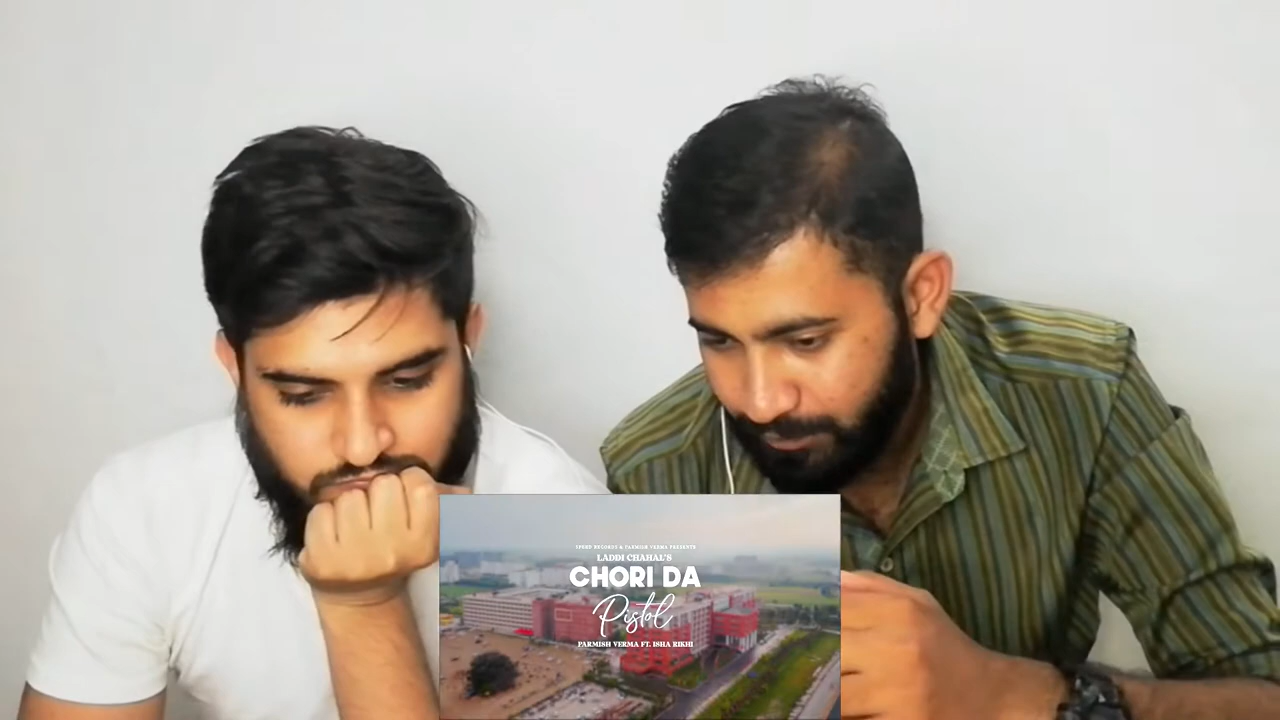 SPEED RECORDS & PARMISH VERMA PRESENTS
LADDI CHAHAL'S
CHORI DA
Pistol
PARMISH VERMA FT. ISHA RIKHI